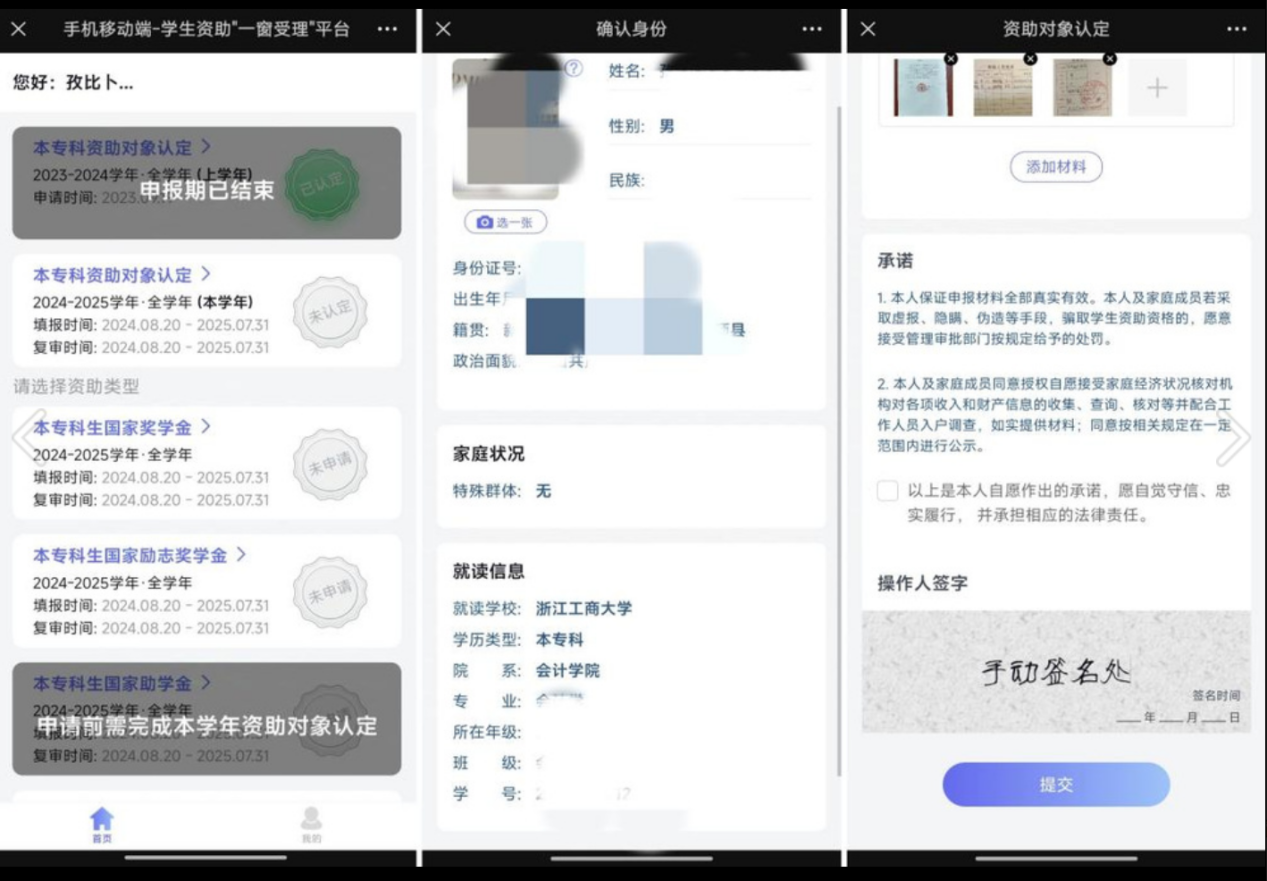 手机移动端-学生资助"一窗受理"平台
您好：孜比卜...
本专科资助对象认定
2023-2024学年·全学年 (上学年)
申请时间: 2023.
申报期已结束
已认定
本专科资助对象认定
2024-2025学年·全学年 (本学年)
填报时间: 2024.08.20 - 2025.07.31
复审时间: 2024.08.20 - 2025.07.31
未认定
请选择资助类型
本专科生国家奖学金
2024-2025学年·全学年
填报时间: 2024.08.20 - 2025.07.31
复审时间: 2024.08.20 - 2025.07.31
未申请
本专科生国家励志奖学金
2024-2025学年·全学年
填报时间: 2024.08.20 - 2025.07.31
复审时间: 2024.08.20 - 2025.07.31
未申请
本专科生国家助学金
2024-2025学年·全学年
申请前需完成本学年资助对象认定
复审时间: 2024.08.20 - 2025.07.31
首页
我的
确认身份
姓名:
性别: 男
民族:
选一张
身份证号:
出生年
籍贯: 县
政治面貌 共
家庭状况
特殊群体: 无
就读信息
就读学校: 浙江工商大学
学历类型: 本专科
院 系: 会计学院
专 业:
所在年级:
班 级:
学 号:
资助对象认定
添加材料
承诺
1. 本人保证申报材料全部真实有效。本人及家庭成员若采
取虚报、隐瞒、伪造等手段，骗取学生资助资格的，愿意
接受管理审批部门按规定给予的处罚。
2. 本人及家庭成员同意授权自愿接受家庭经济状况核对机
构对各项收入和财产信息的收集、查询、核对等并配合工
作人员入户调查，如实提供材料；同意按相关规定在一定
范围内进行公示。
以上是本人自愿作出的承诺，愿自觉守信、忠
实履行， 并承担相应的法律责任。
操作人签字
手动签名处
签名时间
___年___月___日
提交